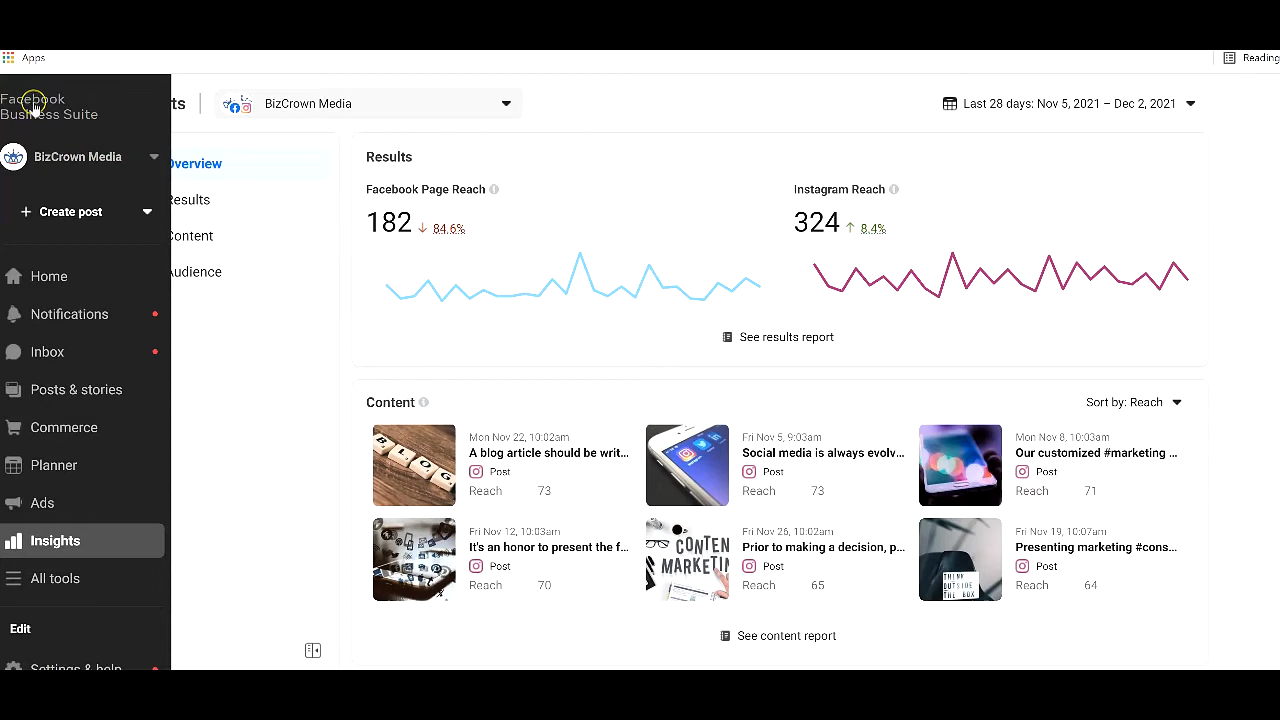 Apps
Reading
Facebook
Business Suite
ts
BizCrown Media
Last 28 days: Nov 5, 2021 – Dec 2, 2021
BizCrown Media
+ Create post
Home
Notifications
Inbox
Posts & stories
Commerce
Planner
Ads
Insights
All tools
Edit
Settings & help
Overview
Results
Content
Audience
Results
Facebook Page Reach
182 ↓ 84.6%
Instagram Reach
324 ↑ 8.4%
See results report
Content
Sort by: Reach
BLOG
Mon Nov 22, 10:02am
A blog article should be writ...
Post
Reach 73
Fri Nov 5, 9:03am
Social media is always evolv...
Post
Reach 73
Mon Nov 8, 10:03am
Our customized #marketing ...
Post
Reach 71
Fri Nov 12, 10:03am
It's an honor to present the f...
Post
Reach 70
CONTEN
MARKETIN
Fri Nov 26, 10:02am
Prior to making a decision, p...
Post
Reach 65
THINK
OUTSIDE
THE BOX
Fri Nov 19, 10:07am
Presenting marketing #cons...
Post
Reach 64
See content report